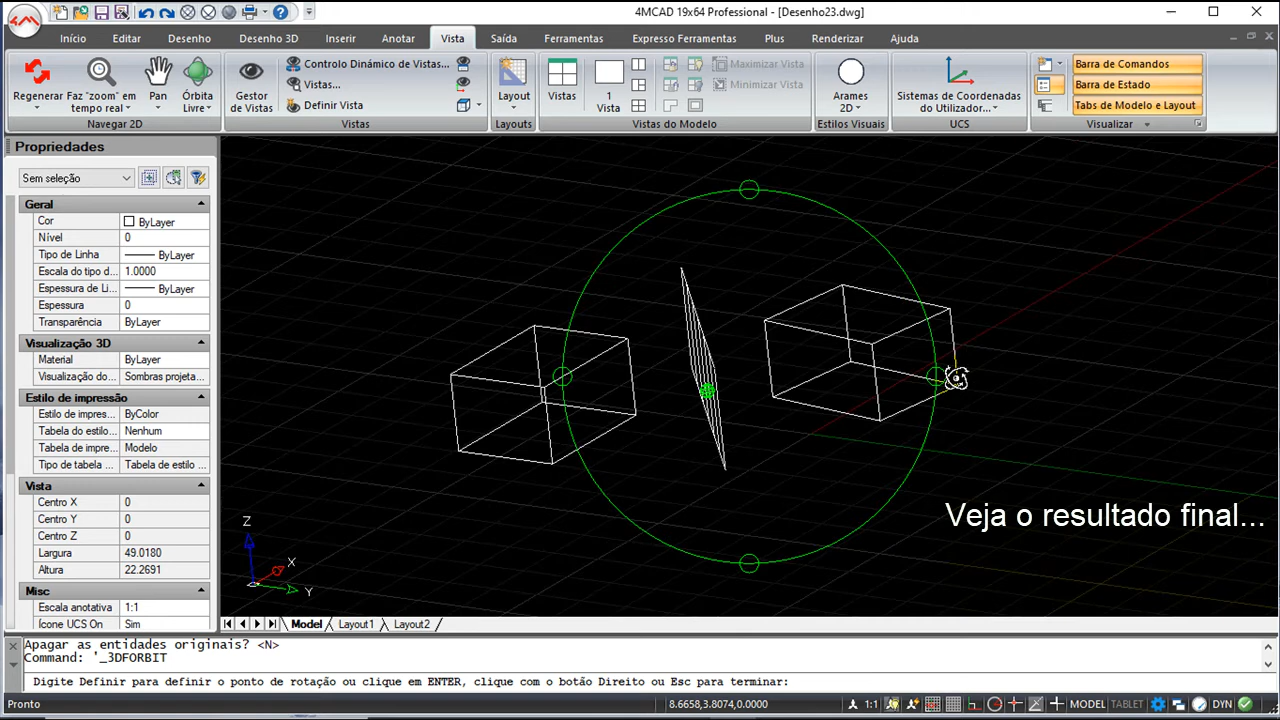 4MCAD 19x64 Professional - [Desenho23.dwg]
Início Editar Desenho Desenho 3D Inserir Anotar Vista Saída Ferramentas Expresso Ferramentas Plus Renderizar Ajuda
Regenerar
Faz "zoom" em tempo real
Pan
Órbita Livre
Navegar 2D
Gestor de Vistas
Controlo Dinámico de Vistas...
Vistas...
Definir Vista
Vistas
Layout
Layouts
Vistas
1 Vista
Maximizar Vista
Minimizar Vista
Vistas do Modelo
Arames 2D
Estilos Visuais
Sistemas de Coordenadas do Utilizador...
UCS
Barra de Comandos
Barra de Estado
Tabs de Modelo e Layout
Visualizar
Propriedades
Sem seleção
Geral
Cor ByLayer
Nível 0
Tipo de Linha ByLayer
Escala do tipo d... 1.0000
Espessura de Li... ByLayer
Espessura 0
Transparência ByLayer
Visualização 3D
Material ByLayer
Visualização do... Sombras projeta...
Estilo de impressão
Estilo de impres... ByColor
Tabela do estilo... Nenhum
Tabela de impre... Modelo
Tipo de tabela ... Tabela de estilo ...
Vista
Centro X 0
Centro Y 0
Centro Z 0
Largura 49.0180
Altura 22.2691
Misc
Escala anotativa 1:1
Ícone UCS On Sim
Veja o resultado final...
Z
X
Y
Model Layout1 Layout2
Apagar as entidades originais? <N>
Command: '_3DFORBIT
Digite Definir para definir o ponto de rotação ou clique em ENTER, clique com o botão Direito ou Esc para terminar:
Pronto
8.6658,3.8074,0.0000
1:1
MODEL TABLET
DYN